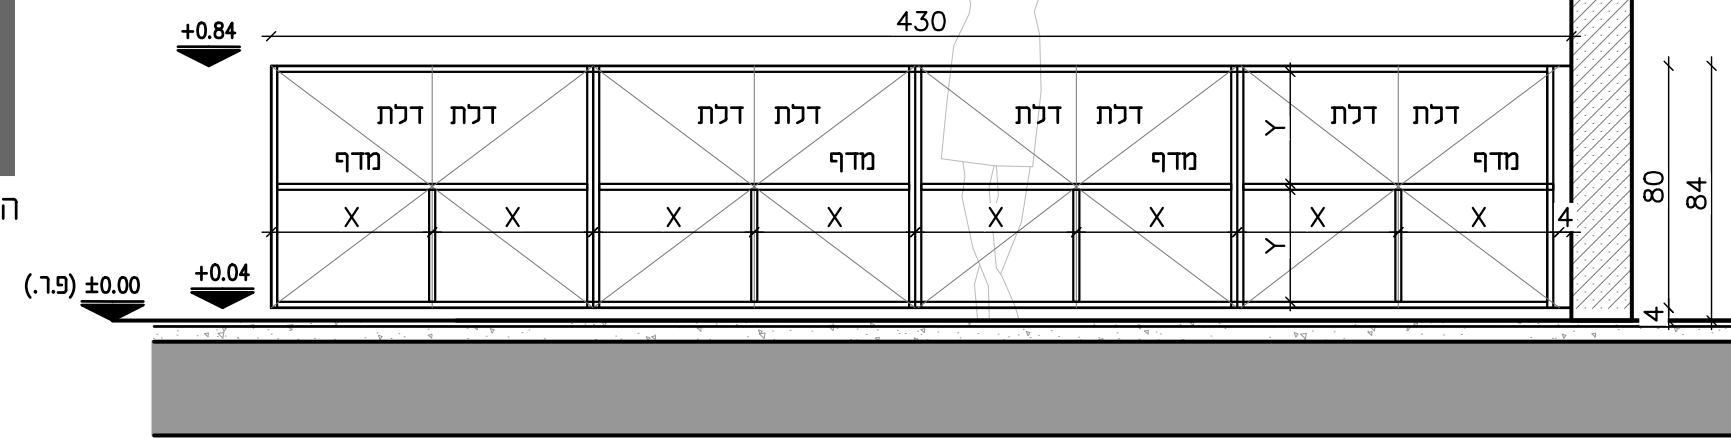 430
+0.84
דלת דלת דלת דלת דלת דלת דלת דלת
Y
מדף מדף מדף מדף
80
84
ה
X X X X X X X X 4
Y
+0.04
±0.00 (פ.ר.)
4